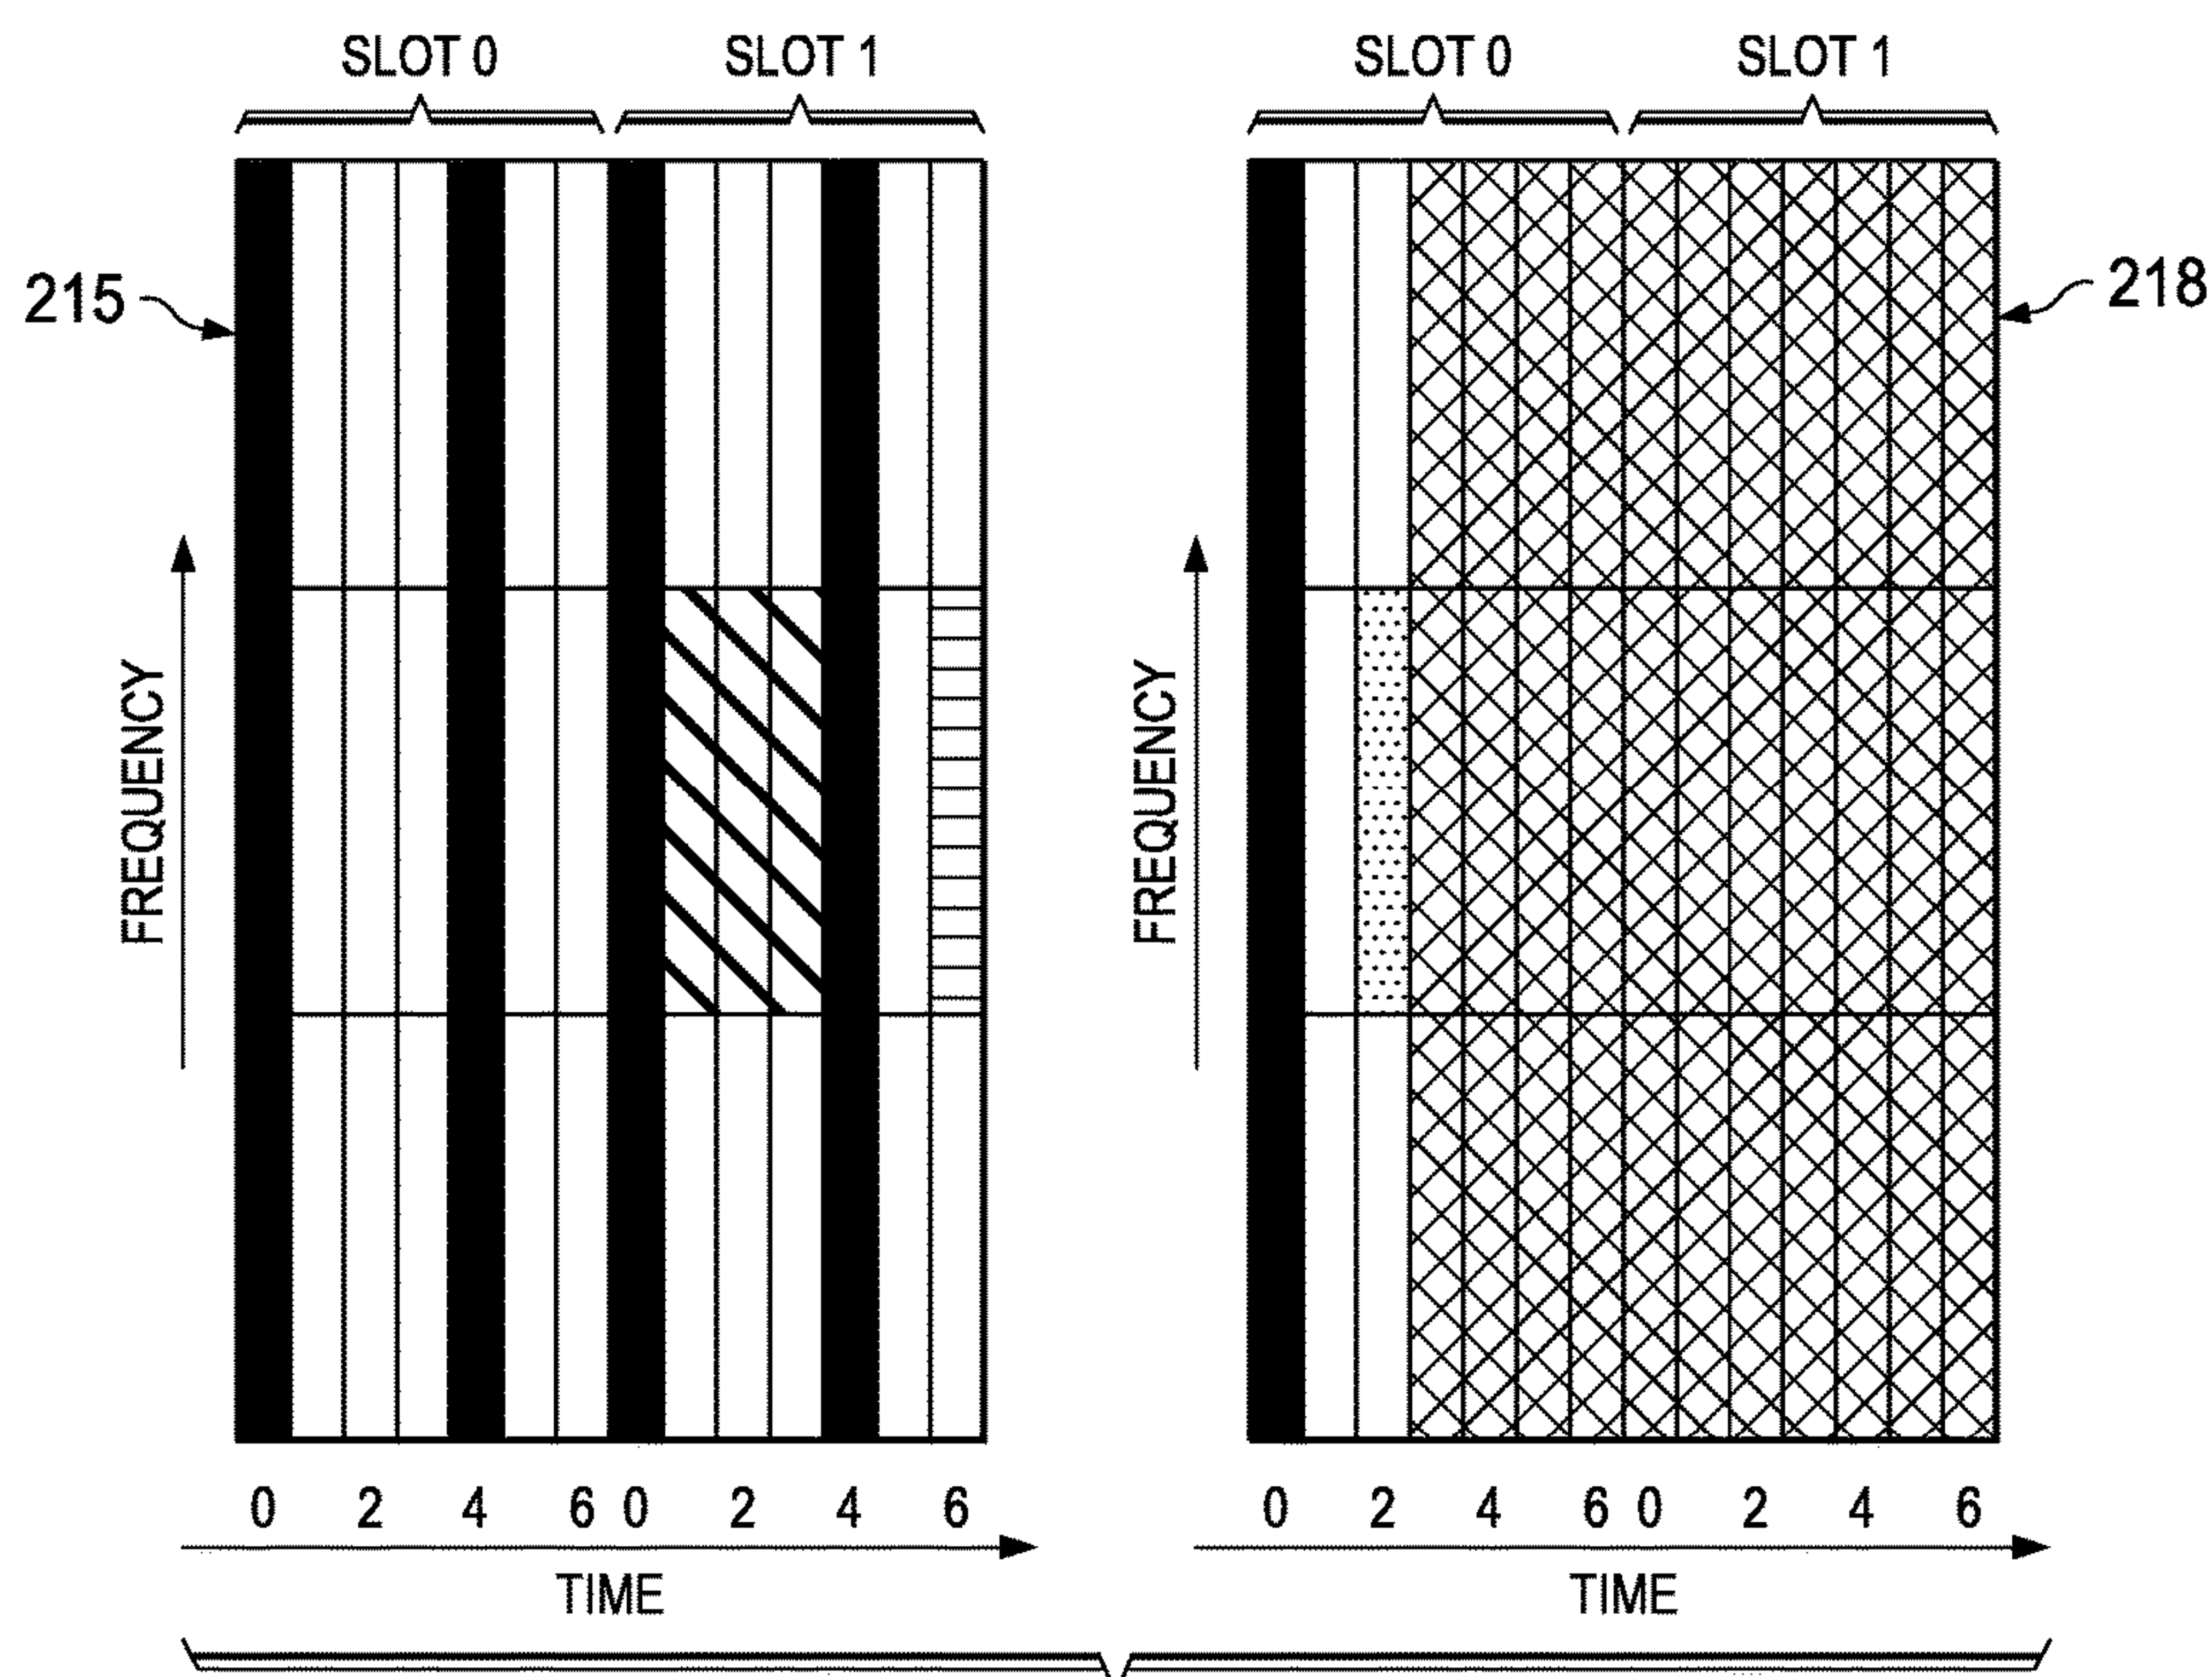 SLOT 0 SLOT 1 SLOT 0 SLOT 1
215 218
FREQUENCY FREQUENCY
0 2 4 6 0 2 4 6 0 2 4 6 0 2 4 6
TIME TIME